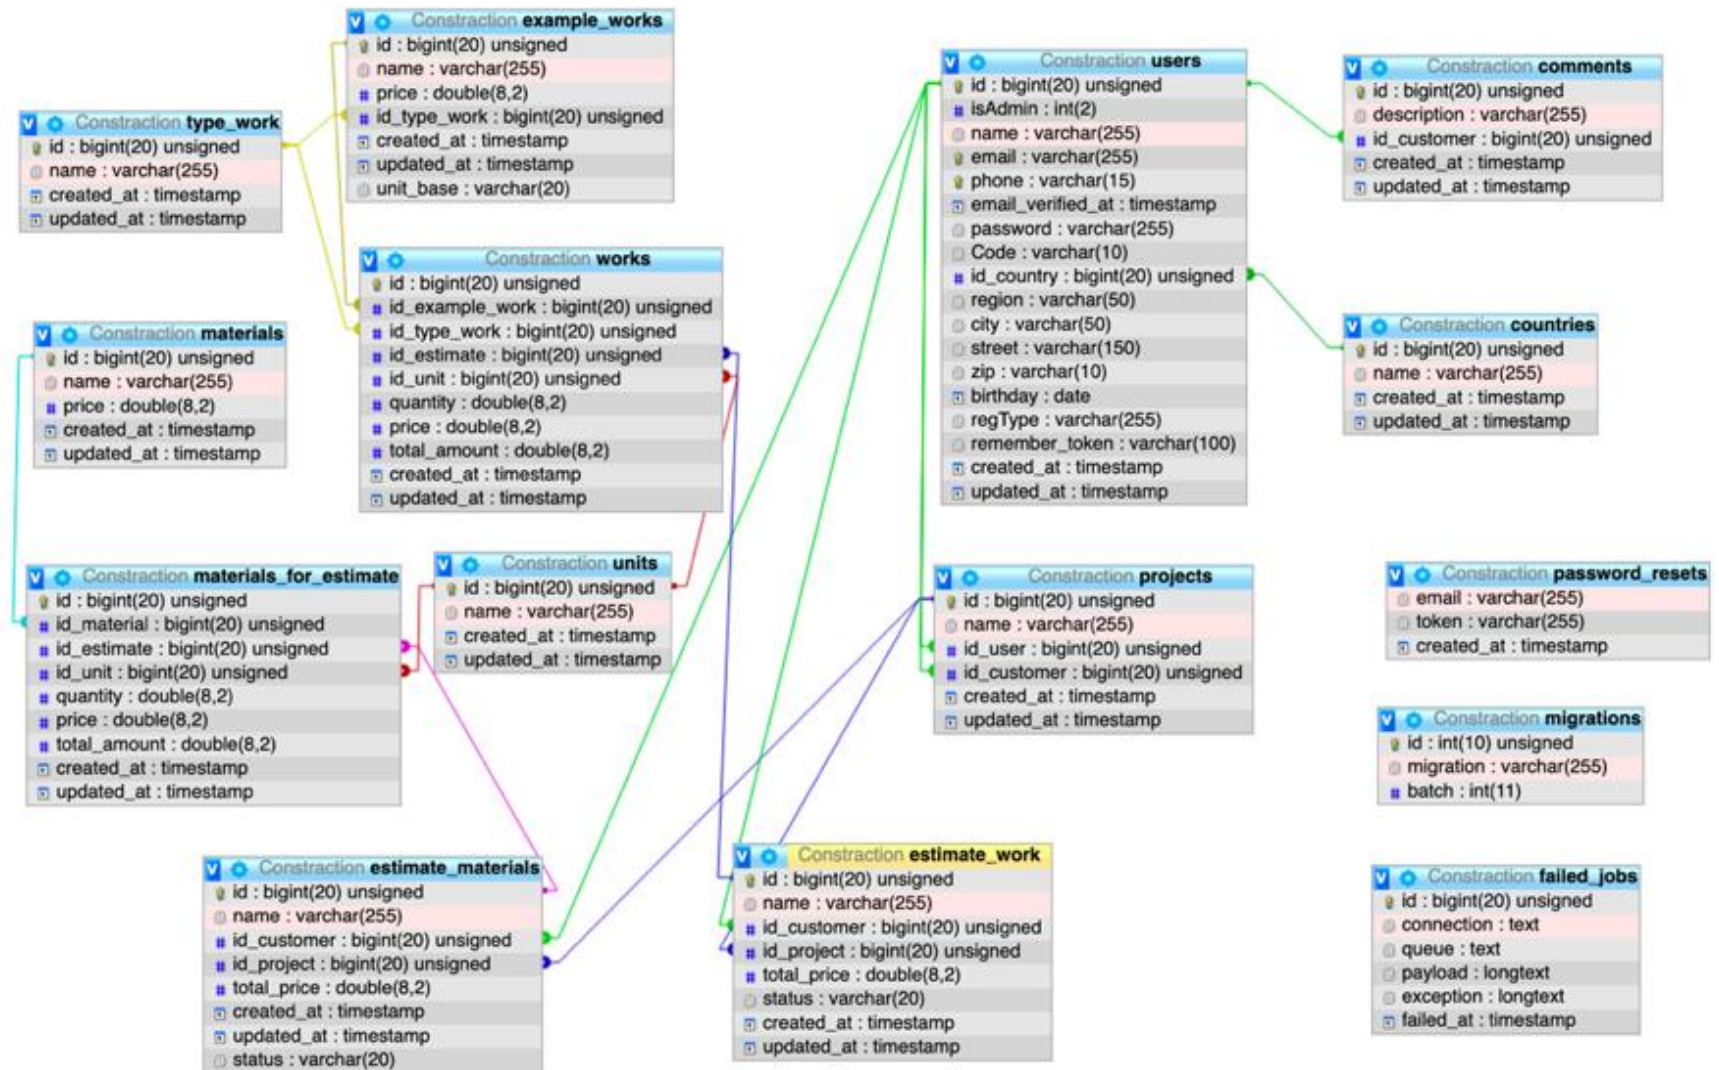 Constraction example_works
id : bigint(20) unsigned
name : varchar(255)
price : double(8,2)
id_type_work : bigint(20) unsigned
created_at : timestamp
updated_at : timestamp
unit_base : varchar(20)
Constraction type_work
id : bigint(20) unsigned
name : varchar(255)
created_at : timestamp
updated_at : timestamp
Constraction works
id : bigint(20) unsigned
id_example_work : bigint(20) unsigned
id_type_work : bigint(20) unsigned
id_estimate : bigint(20) unsigned
id_unit : bigint(20) unsigned
quantity : double(8,2)
price : double(8,2)
total_amount : double(8,2)
created_at : timestamp
updated_at : timestamp
Constraction materials
id : bigint(20) unsigned
name : varchar(255)
price : double(8,2)
created_at : timestamp
updated_at : timestamp
Constraction users
id : bigint(20) unsigned
isAdmin : int(2)
name : varchar(255)
email : varchar(255)
phone : varchar(15)
email_verified_at : timestamp
password : varchar(255)
Code : varchar(10)
id_country : bigint(20) unsigned
region : varchar(50)
city : varchar(50)
street : varchar(150)
zip : varchar(10)
birthday : date
regType : varchar(255)
remember_token : varchar(100)
created_at : timestamp
updated_at : timestamp
Constraction comments
id : bigint(20) unsigned
description : varchar(255)
id_customer : bigint(20) unsigned
created_at : timestamp
updated_at : timestamp
Constraction countries
id : bigint(20) unsigned
name : varchar(255)
created_at : timestamp
updated_at : timestamp
Constraction materials_for_estimate
id : bigint(20) unsigned
id_material : bigint(20) unsigned
id_estimate : bigint(20) unsigned
id_unit : bigint(20) unsigned
quantity : double(8,2)
price : double(8,2)
total_amount : double(8,2)
created_at : timestamp
updated_at : timestamp
Constraction units
id : bigint(20) unsigned
name : varchar(255)
created_at : timestamp
updated_at : timestamp
Constraction projects
id : bigint(20) unsigned
name : varchar(255)
id_user : bigint(20) unsigned
id_customer : bigint(20) unsigned
created_at : timestamp
updated_at : timestamp
Constraction password_resets
email : varchar(255)
token : varchar(255)
created_at : timestamp
Constraction migrations
id : int(10) unsigned
migration : varchar(255)
batch : int(11)
Constraction estimate_materials
id : bigint(20) unsigned
name : varchar(255)
id_customer : bigint(20) unsigned
id_project : bigint(20) unsigned
total_price : double(8,2)
created_at : timestamp
updated_at : timestamp
status : varchar(20)
Constraction estimate_work
id : bigint(20) unsigned
name : varchar(255)
id_customer : bigint(20) unsigned
id_project : bigint(20) unsigned
total_price : double(8,2)
status : varchar(20)
created_at : timestamp
updated_at : timestamp
Constraction failed_jobs
id : bigint(20) unsigned
connection : text
queue : text
payload : longtext
exception : longtext
failed_at : timestamp